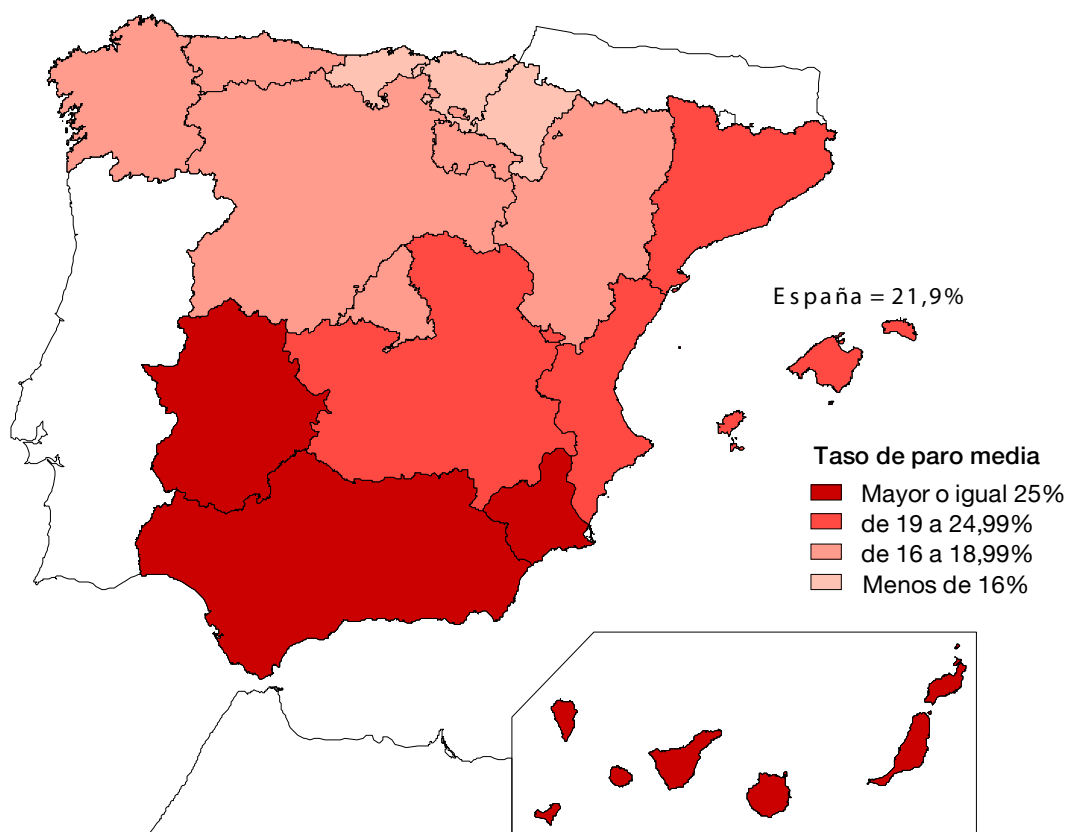 España = 21,9%
Taso de paro media
Mayor o igual 25%
de 19 a 24,99%
de 16 a 18,99%
Menos de 16%